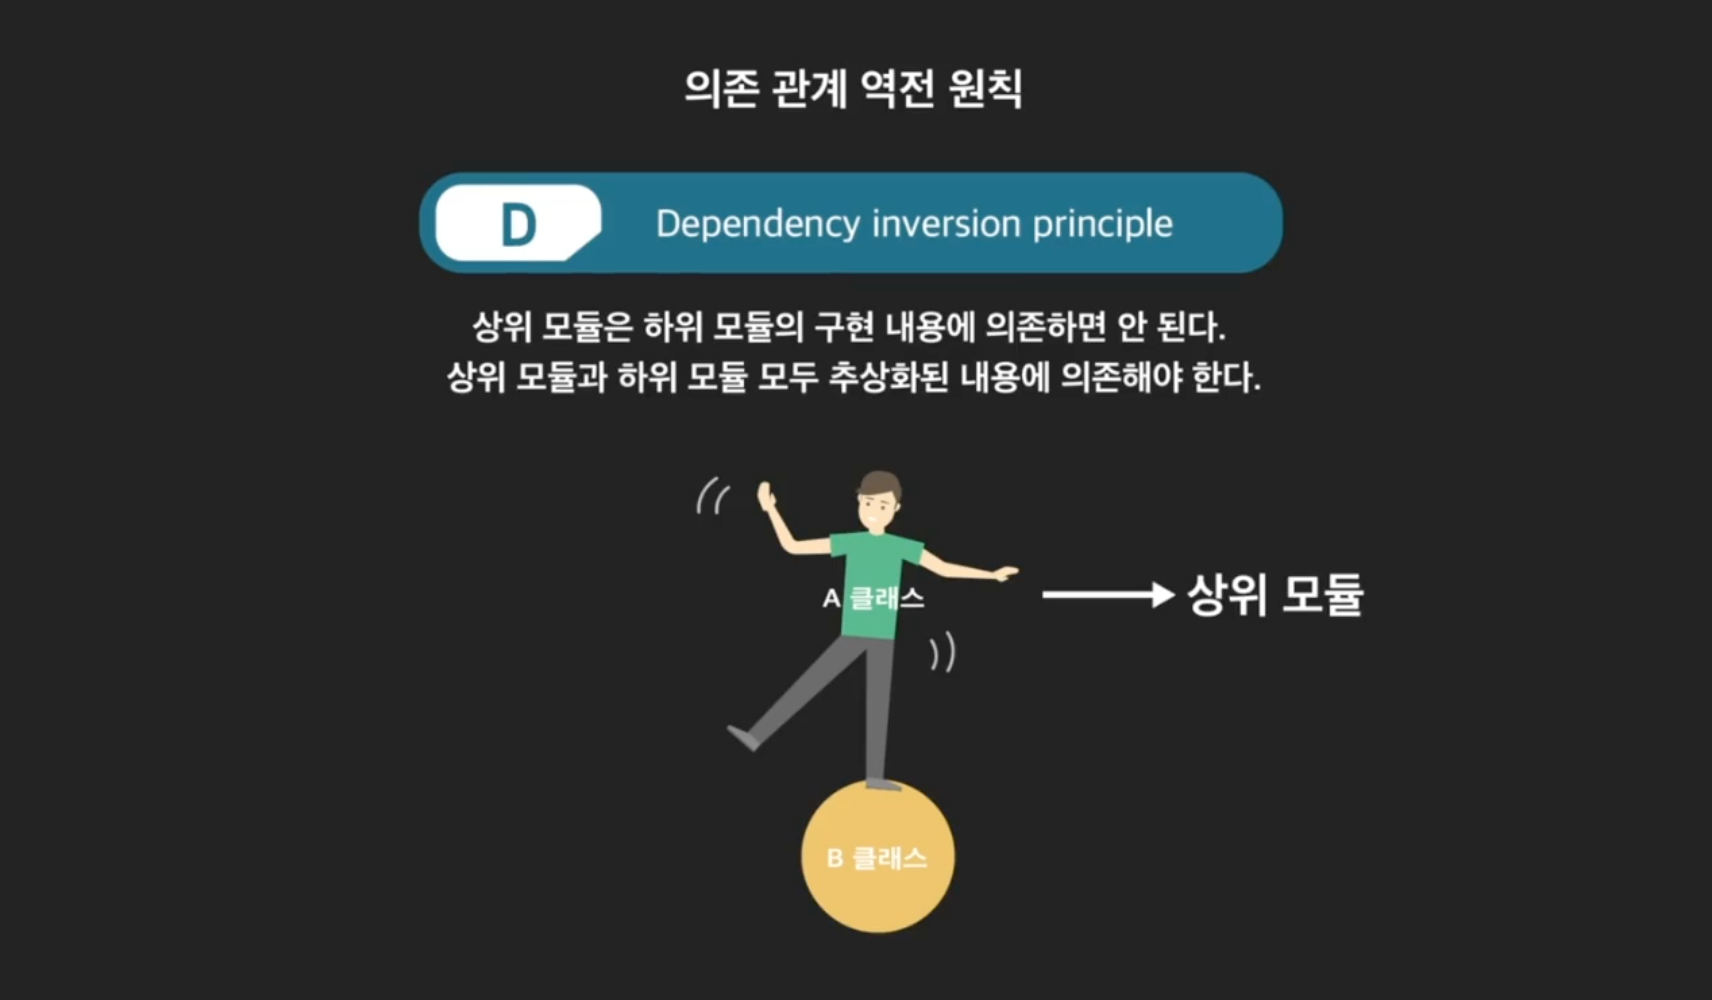 의존 관계 역전 원칙
D Dependency inversion principle
상위 모듈은 하위 모듈의 구현 내용에 의존하면 안 된다.
상위 모듈과 하위 모듈 모두 추상화된 내용에 의존해야 한다.
A 클래스
상위 모듈
B 클래스